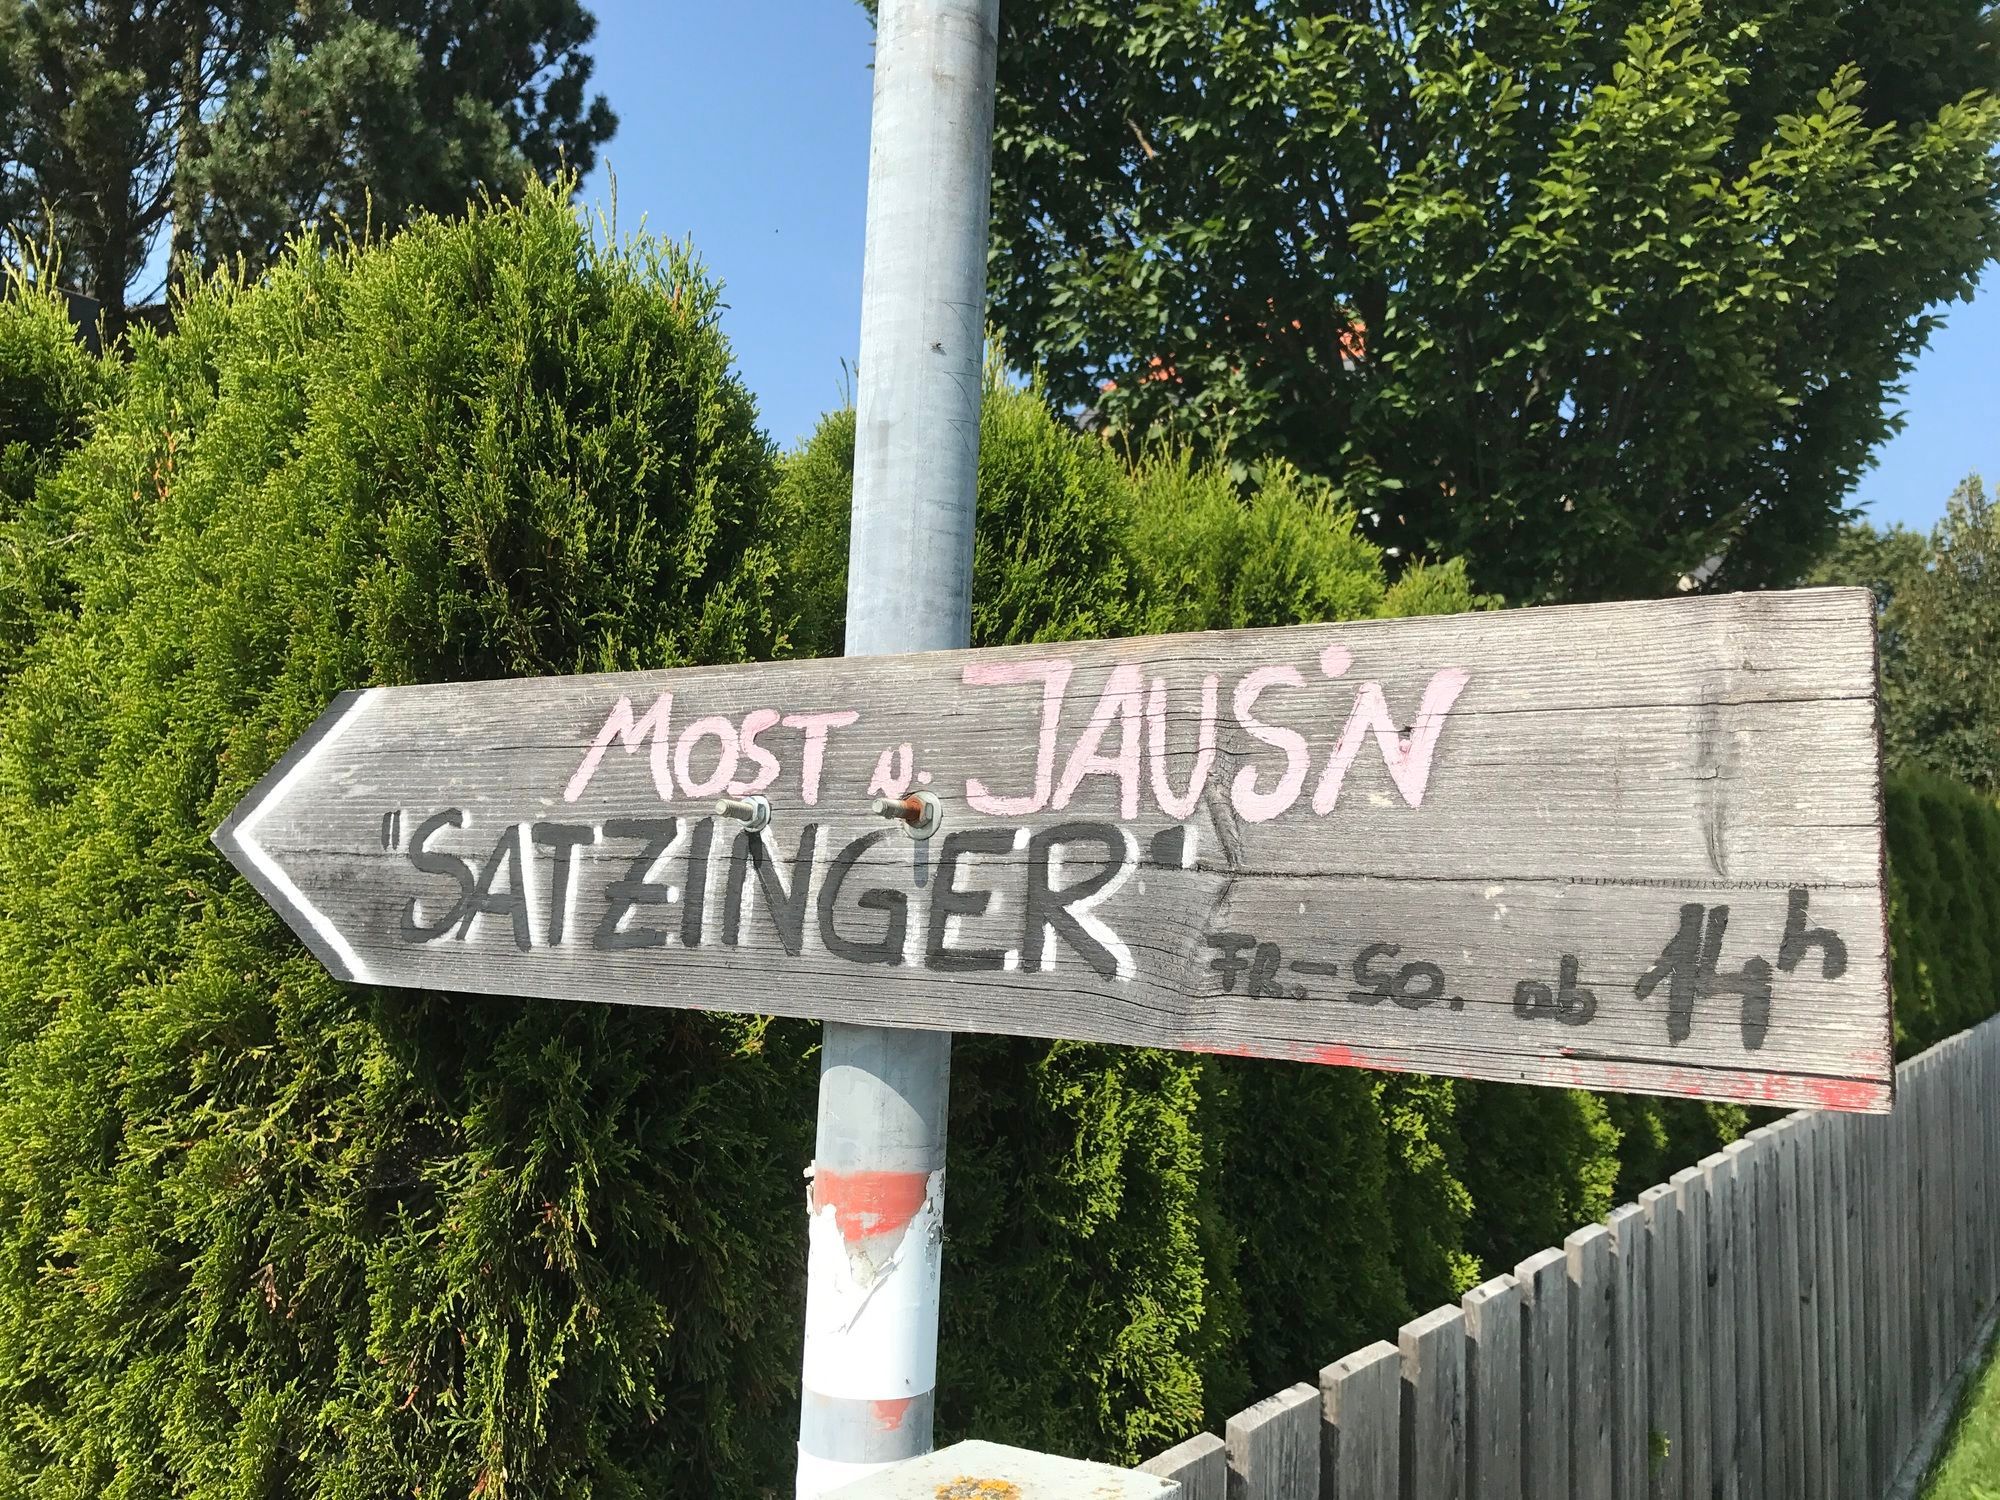 MOST u. JAUS'N
"SATZINGER" FR.-SO. ab 14h